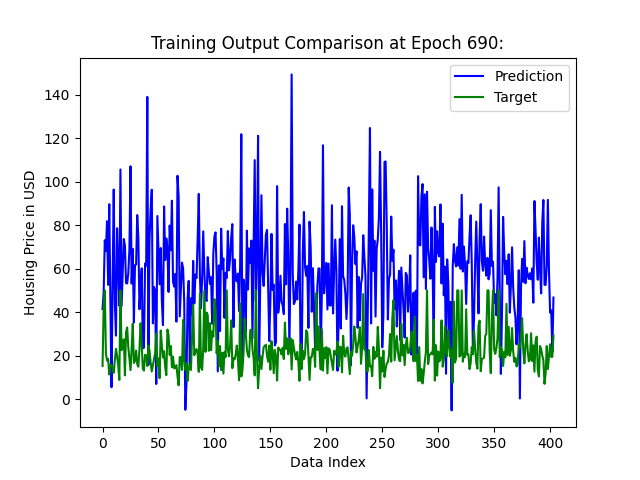 Training Output Comparison at Epoch 690:
Prediction
Target
Housing Price in USD
140
120
100
80
60
40
20
0
0 50 100 150 200 250 300 350 400
Data Index